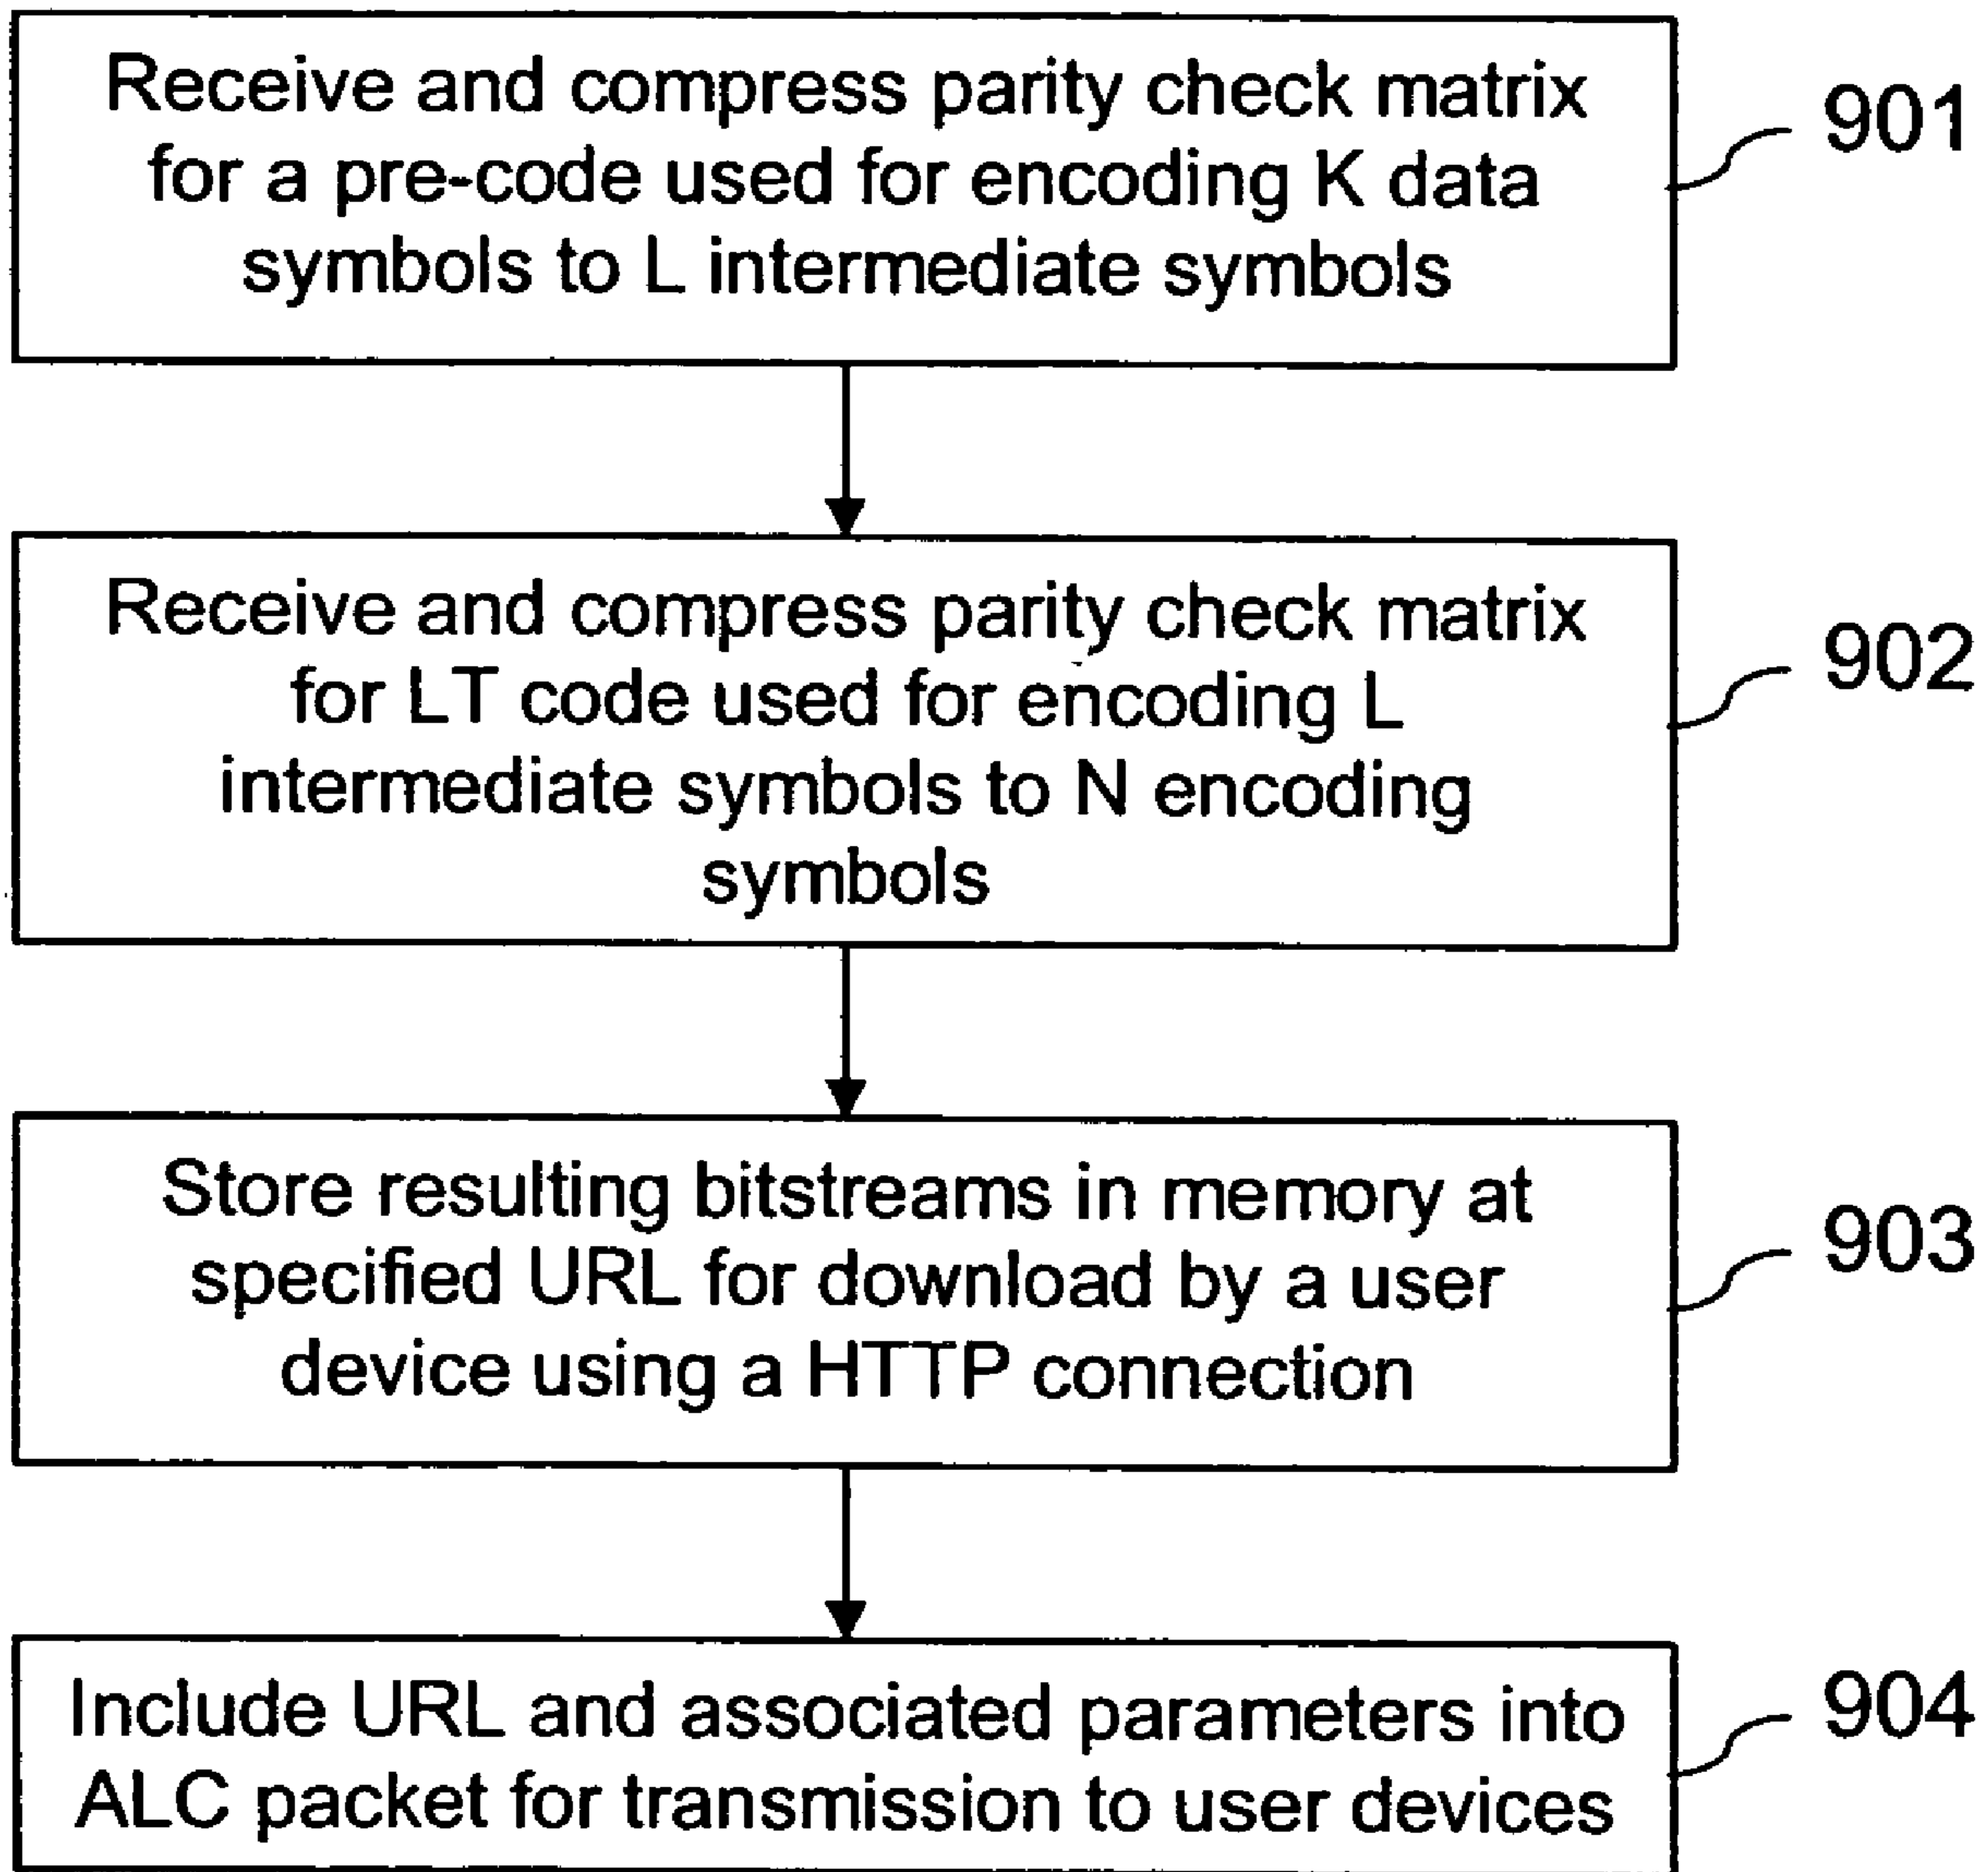 Receive and compress parity check matrix
for a pre-code used for encoding K data
symbols to L intermediate symbols
901
Receive and compress parity check matrix
for LT code used for encoding L
intermediate symbols to N encoding
symbols
902
Store resulting bitstreams in memory at
specified URL for download by a user
device using a HTTP connection
903
Include URL and associated parameters into
ALC packet for transmission to user devices
904